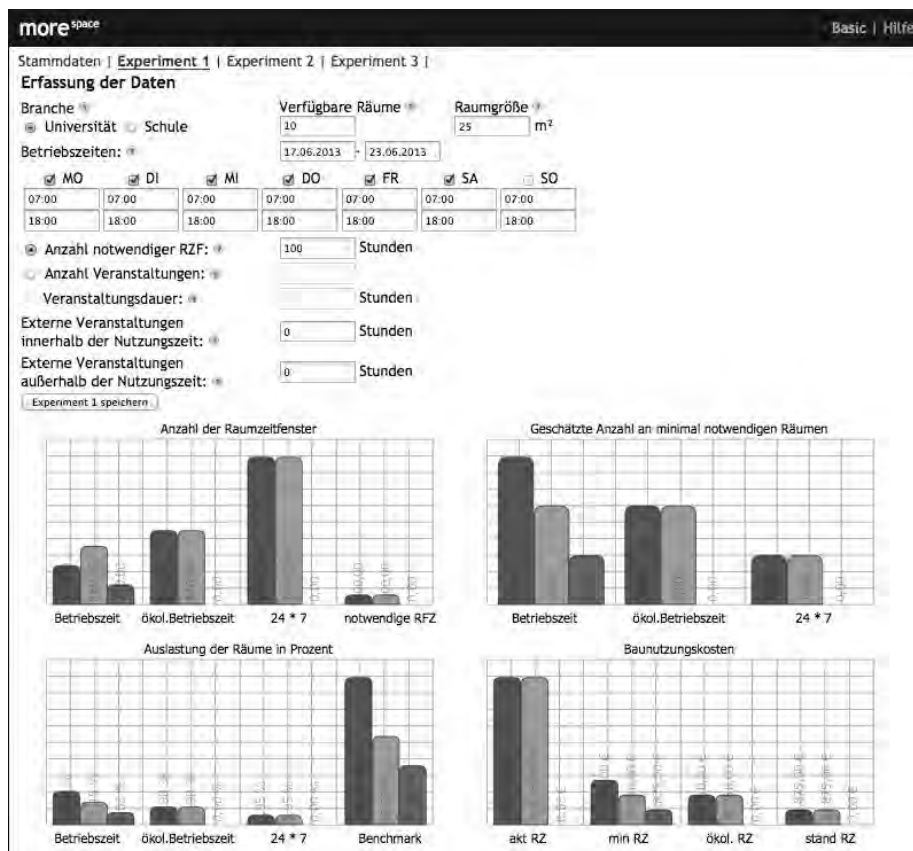 more space Basic | Hilfe
Stammdaten | Experiment 1 | Experiment 2 | Experiment 3 |
Erfassung der Daten
Branche Verfügbare Räume Raumgröße
Universität Schule 10 25 m²
Betriebszeiten: 17.06.2013 - 23.06.2013
MO DI MI DO FR SA SO
07:00 07:00 07:00 07:00 07:00 07:00 07:00
18:00 18:00 18:00 18:00 18:00 18:00 18:00
Anzahl notwendiger RZF: 100 Stunden
Anzahl Veranstaltungen:
Veranstaltungsdauer: Stunden
Externe Veranstaltungen
innerhalb der Nutzungszeit: 0 Stunden
Externe Veranstaltungen
außerhalb der Nutzungszeit: 0 Stunden
Experiment 1 speichern
Anzahl der Raumzeitfenster
Betriebszeit ökol.Betriebszeit 24 * 7 notwendige RFZ
Geschätzte Anzahl an minimal notwendigen Räumen
Betriebszeit ökol.Betriebszeit 24 * 7
Auslastung der Räume in Prozent
Betriebszeit ökol.Betriebszeit 24 * 7 Benchmark
Baunutzungskosten
akt RZ min RZ ökol. RZ stand RZ